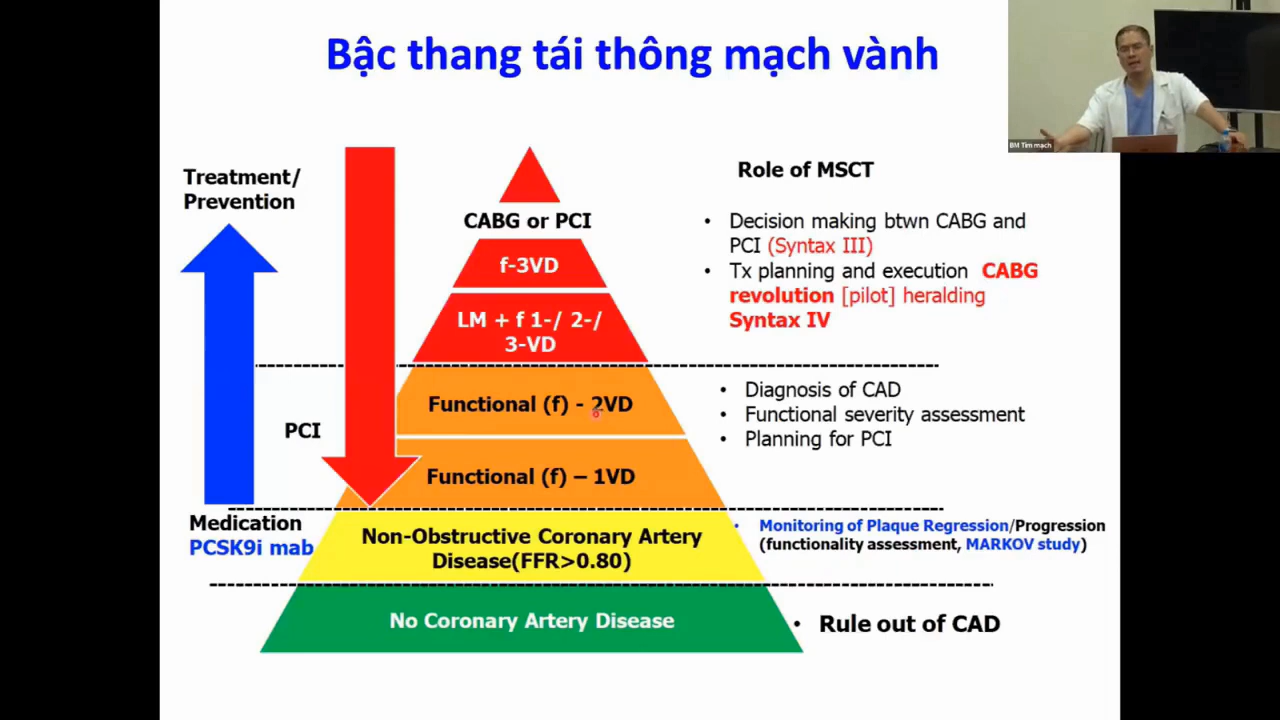 Bậc thang tái thông mạch vành
BM Tim mạch
Treatment/
Prevention
PCI
Medication
PCSK9i mab
CABG or PCI
f-3VD
LM + f 1-/ 2-/
3-VD
Functional (f) - 2VD
Functional (f) – 1VD
Non-Obstructive Coronary Artery
Disease(FFR>0.80)
No Coronary Artery Disease
Role of MSCT
• Decision making btwn CABG and
PCI (Syntax III)
• Tx planning and execution CABG
revolution [pilot] heralding
Syntax IV
• Diagnosis of CAD
• Functional severity assessment
• Planning for PCI
• Monitoring of Plaque Regression/Progression
(functionality assessment, MARKOV study)
• Rule out of CAD